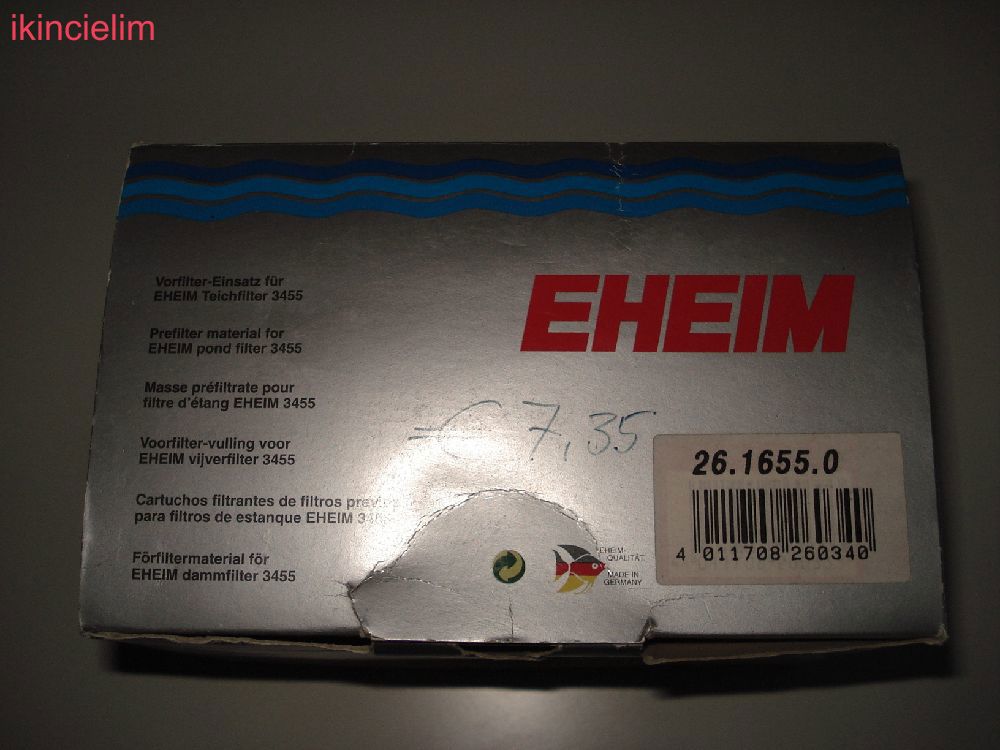 ikincielim
Vorfilter-Einsatz für
EHEIM Teichfilter 3455
Prefilter material for
EHEIM pond filter 3455
Masse préfiltrate pour
filtre d'étang EHEIM 3455
Voorfilter-vulling voor
EHEIM vijverfilter 3455
Cartuchos filtrantes de filtros
para filtros de estanque EHEIM
Förfiltermaterial för
EHEIM dammfilter 3455
EHEIM
€ 7,35
26.1655.0
4 011708 260340
EHEIM-
QUALITÄT
MADE IN
GERMANY